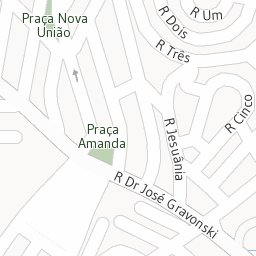 Praça Nova
União
R Um
R Dois
R Três
R Cinco
Praça
Amanda
R Jesuânia
R Dr José Gravonski